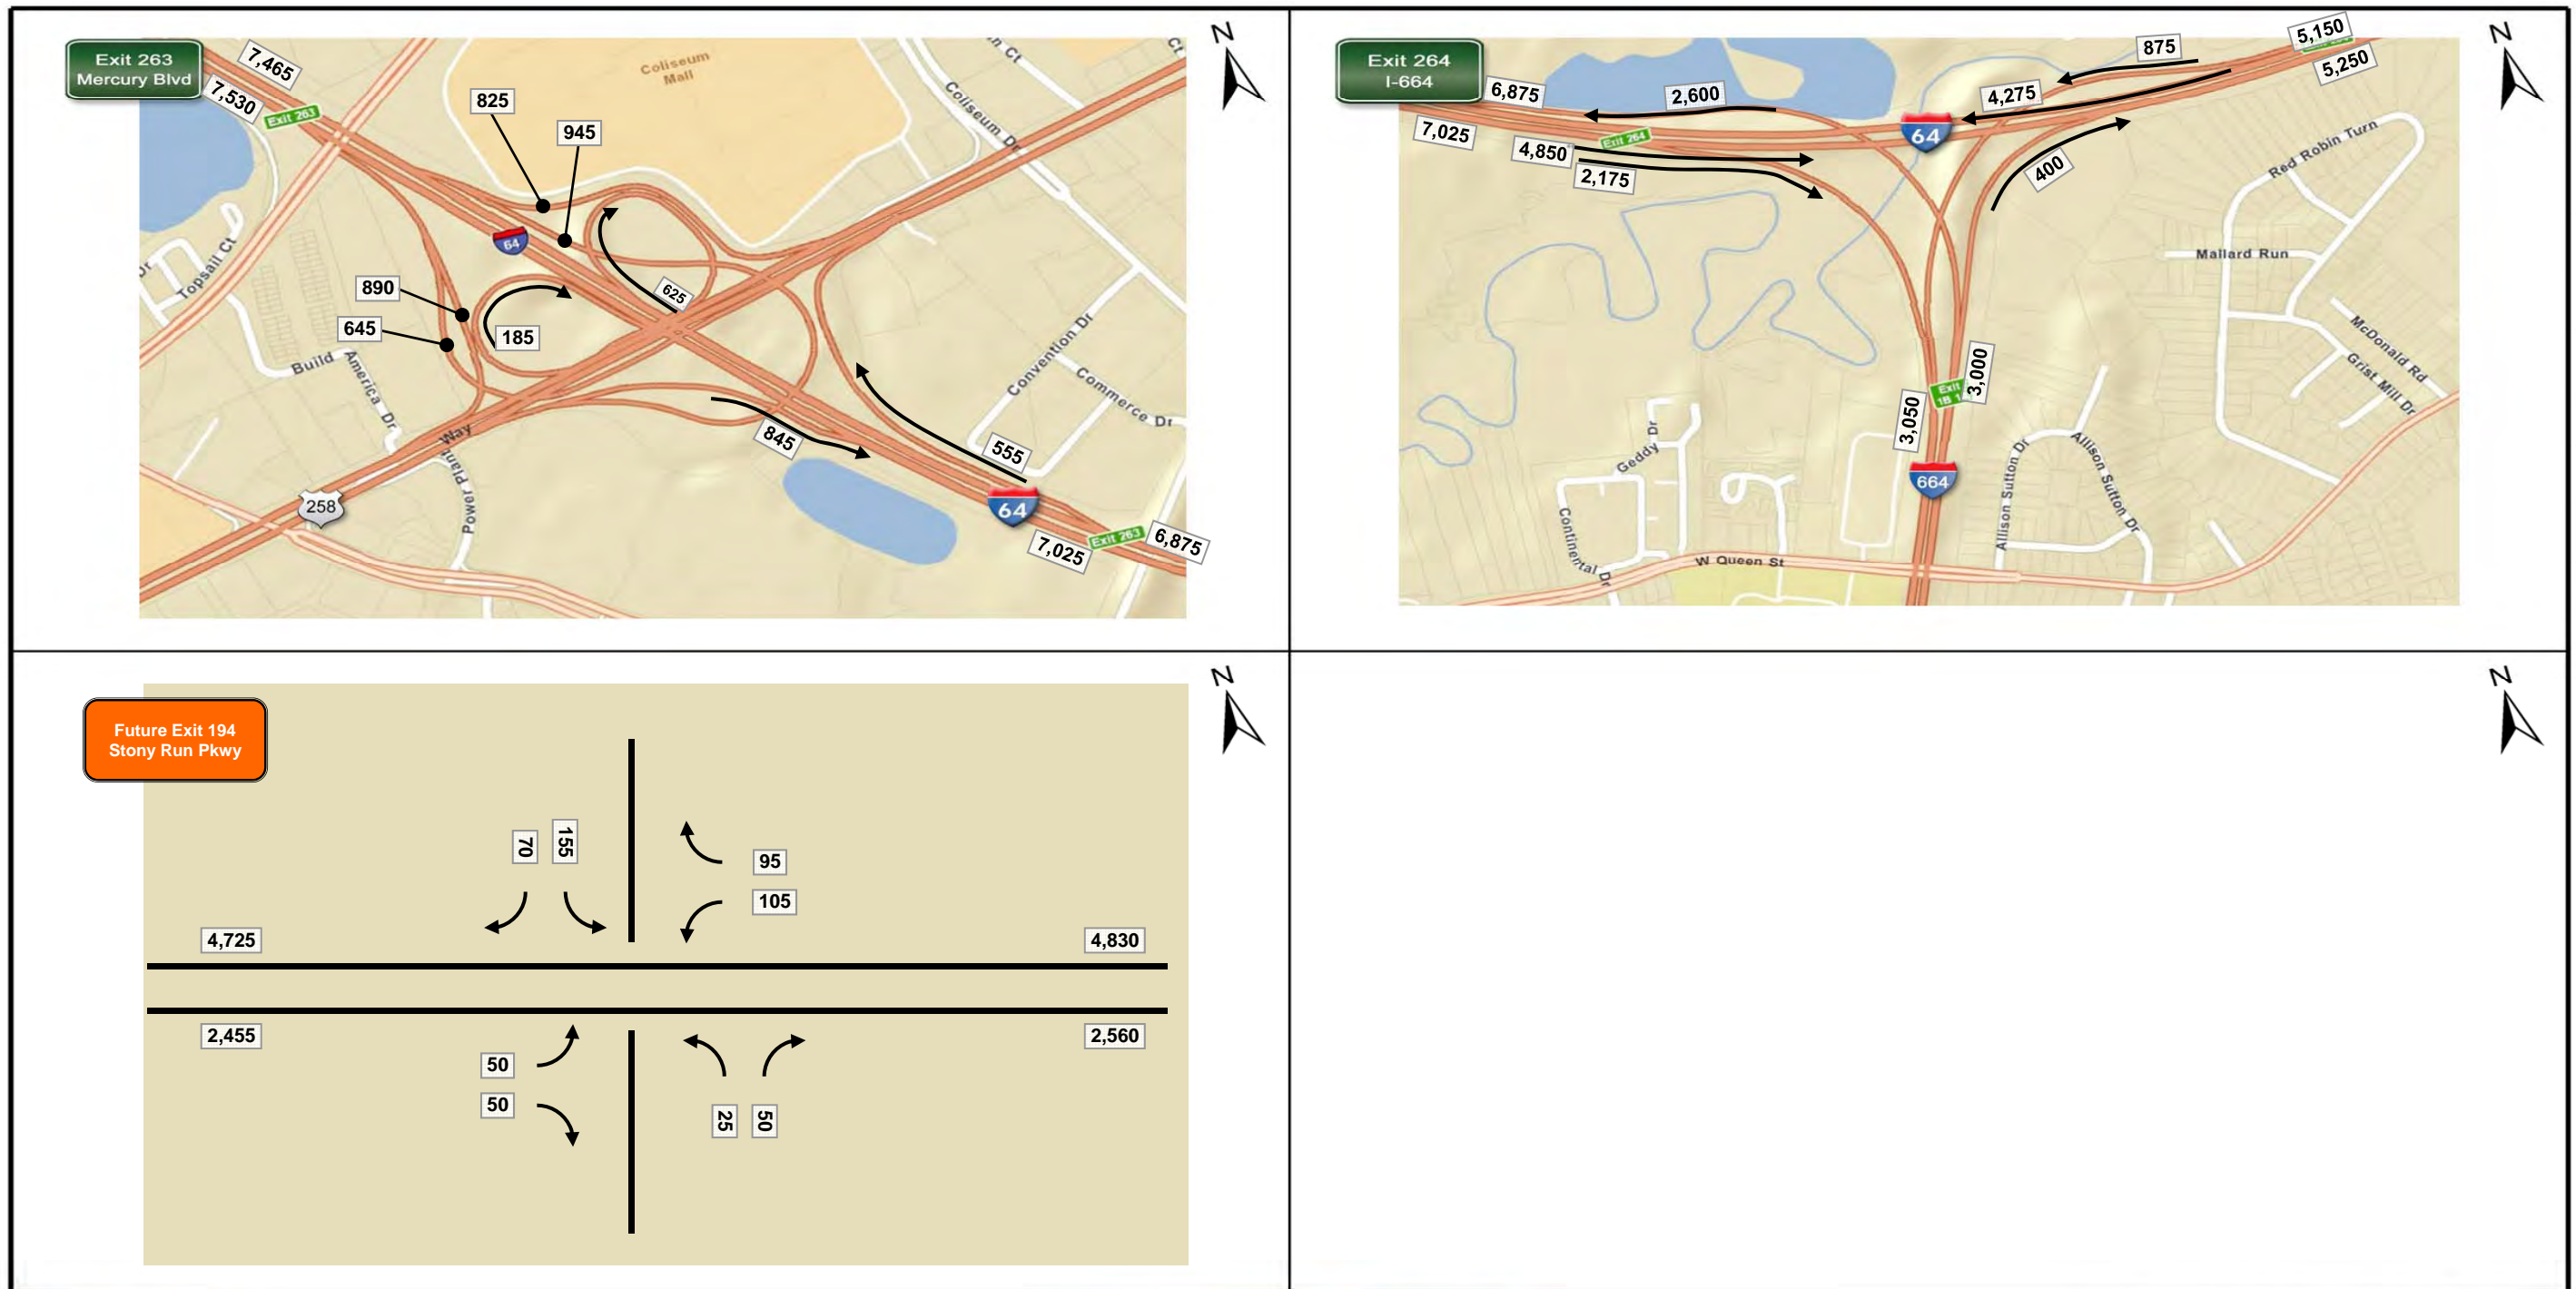 Exit 263
Mercury Blvd
7,465
7,530
Exit 263
825
945
Coliseum
Mall
Coliseum Dr
n Ct
Ct
N
64
Topsail Ct
Dr
890
645
185
625
Build America Dr
Convention Dr
Commerce Dr
845
555
Power Plant
Way
258
64
7,025
Exit 263
6,875
Exit 264
I-664
6,875
7,025
2,600
Exit 264
4,850
2,175
64
4,275
875
5,150
5,250
400
N
Red Robin Turn
Mallard Run
McDonald Rd
Grist Mill Dr
3,050
3,000
Exit
1B
664
Geddy Dr
Continental Dr
Allison Sutton Dr
Allison Sutton Dr
W Queen St
Future Exit 194
Stony Run Pkwy
N
70
155
95
105
4,725
4,830
2,455
2,560
50
50
25
50
N